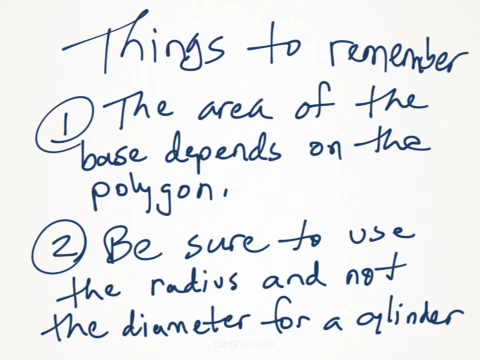 Things to remember
1 The area of the
base depends on the
polygon.
2 Be sure to use
the radius and not
the diameter for a cylinder